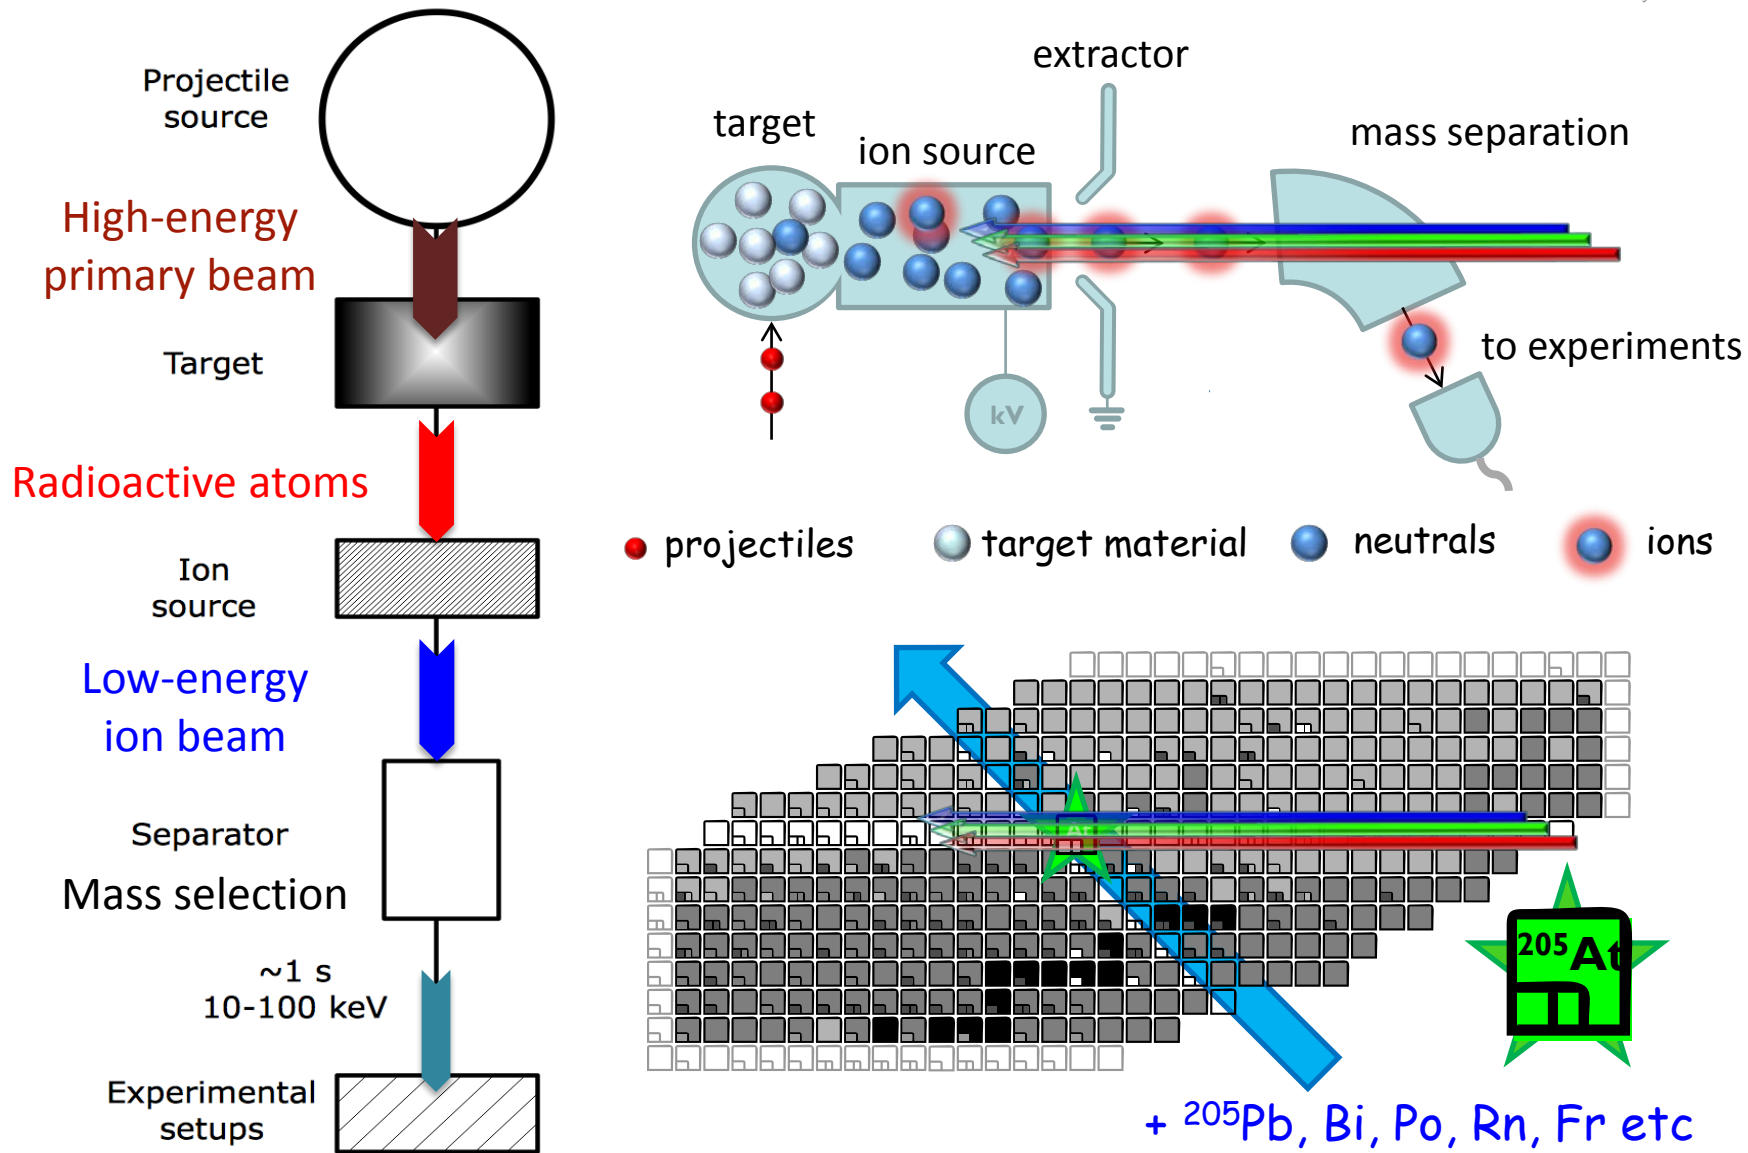 Projectile
source
High-energy
primary beam
Target
Radioactive atoms
Ion
source
Low-energy
ion beam
Separator
Mass selection
~1 s
10-100 keV
Experimental
setups
extractor
target
ion source
mass separation
kV
to experiments
projectiles
target material
neutrals
ions
At
m
205At
m
+ 205Pb, Bi, Po, Rn, Fr etc